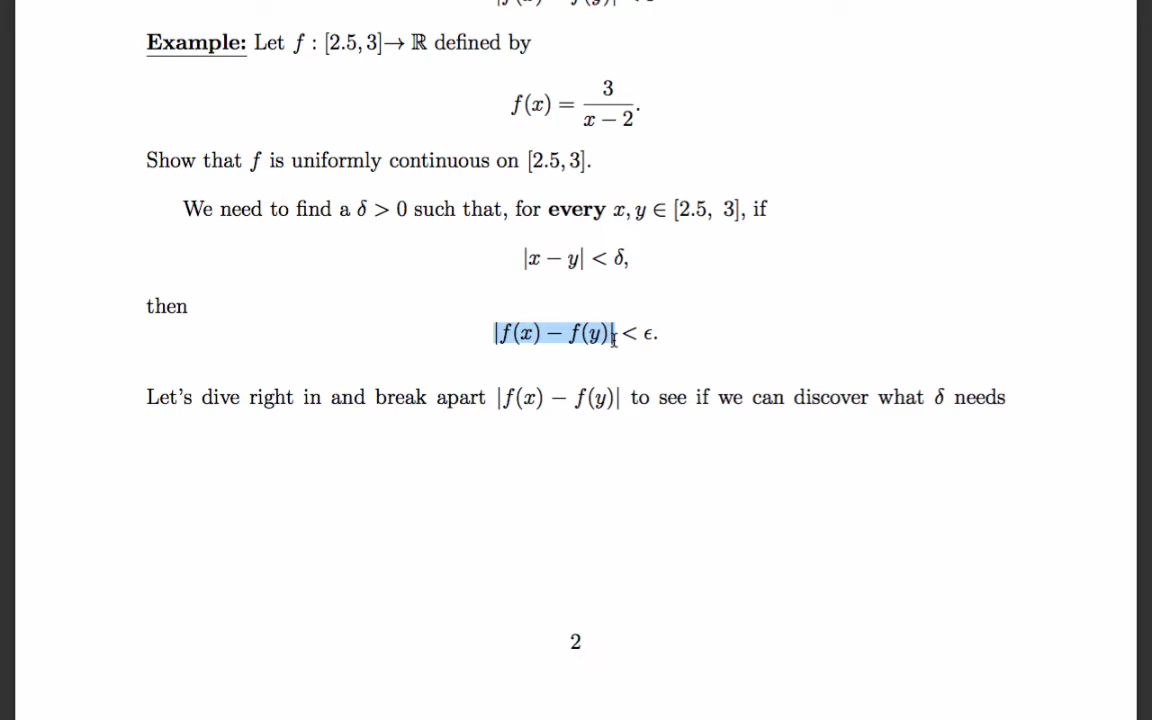 Example: Let f : [2.5, 3]→ ℝ defined by
f(x) = 3 / (x − 2).
Show that f is uniformly continuous on [2.5, 3].
We need to find a δ > 0 such that, for every x, y ∈ [2.5, 3], if
|x − y| < δ,
then
|f(x) − f(y)| < ϵ.
Let's dive right in and break apart |f(x) − f(y)| to see if we can discover what δ needs
2